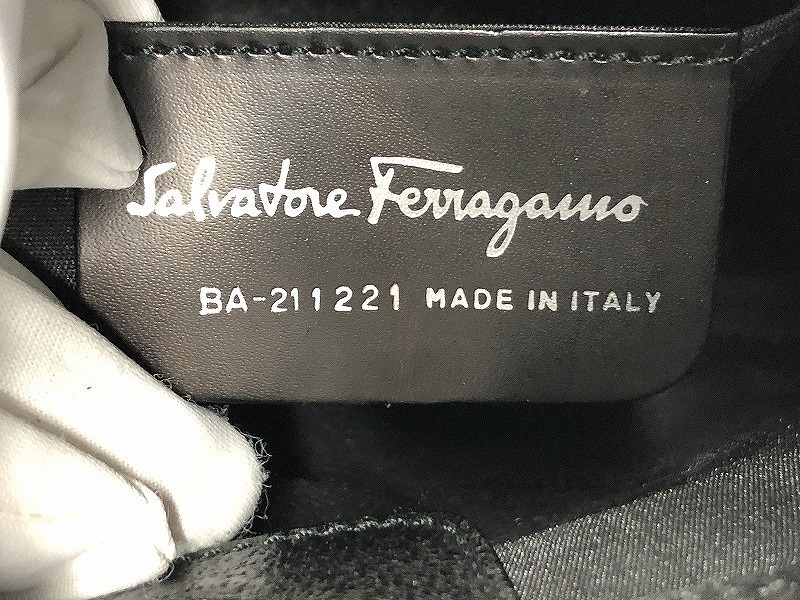 Salvatore Ferragamo
BA-211221 MADE IN ITALY